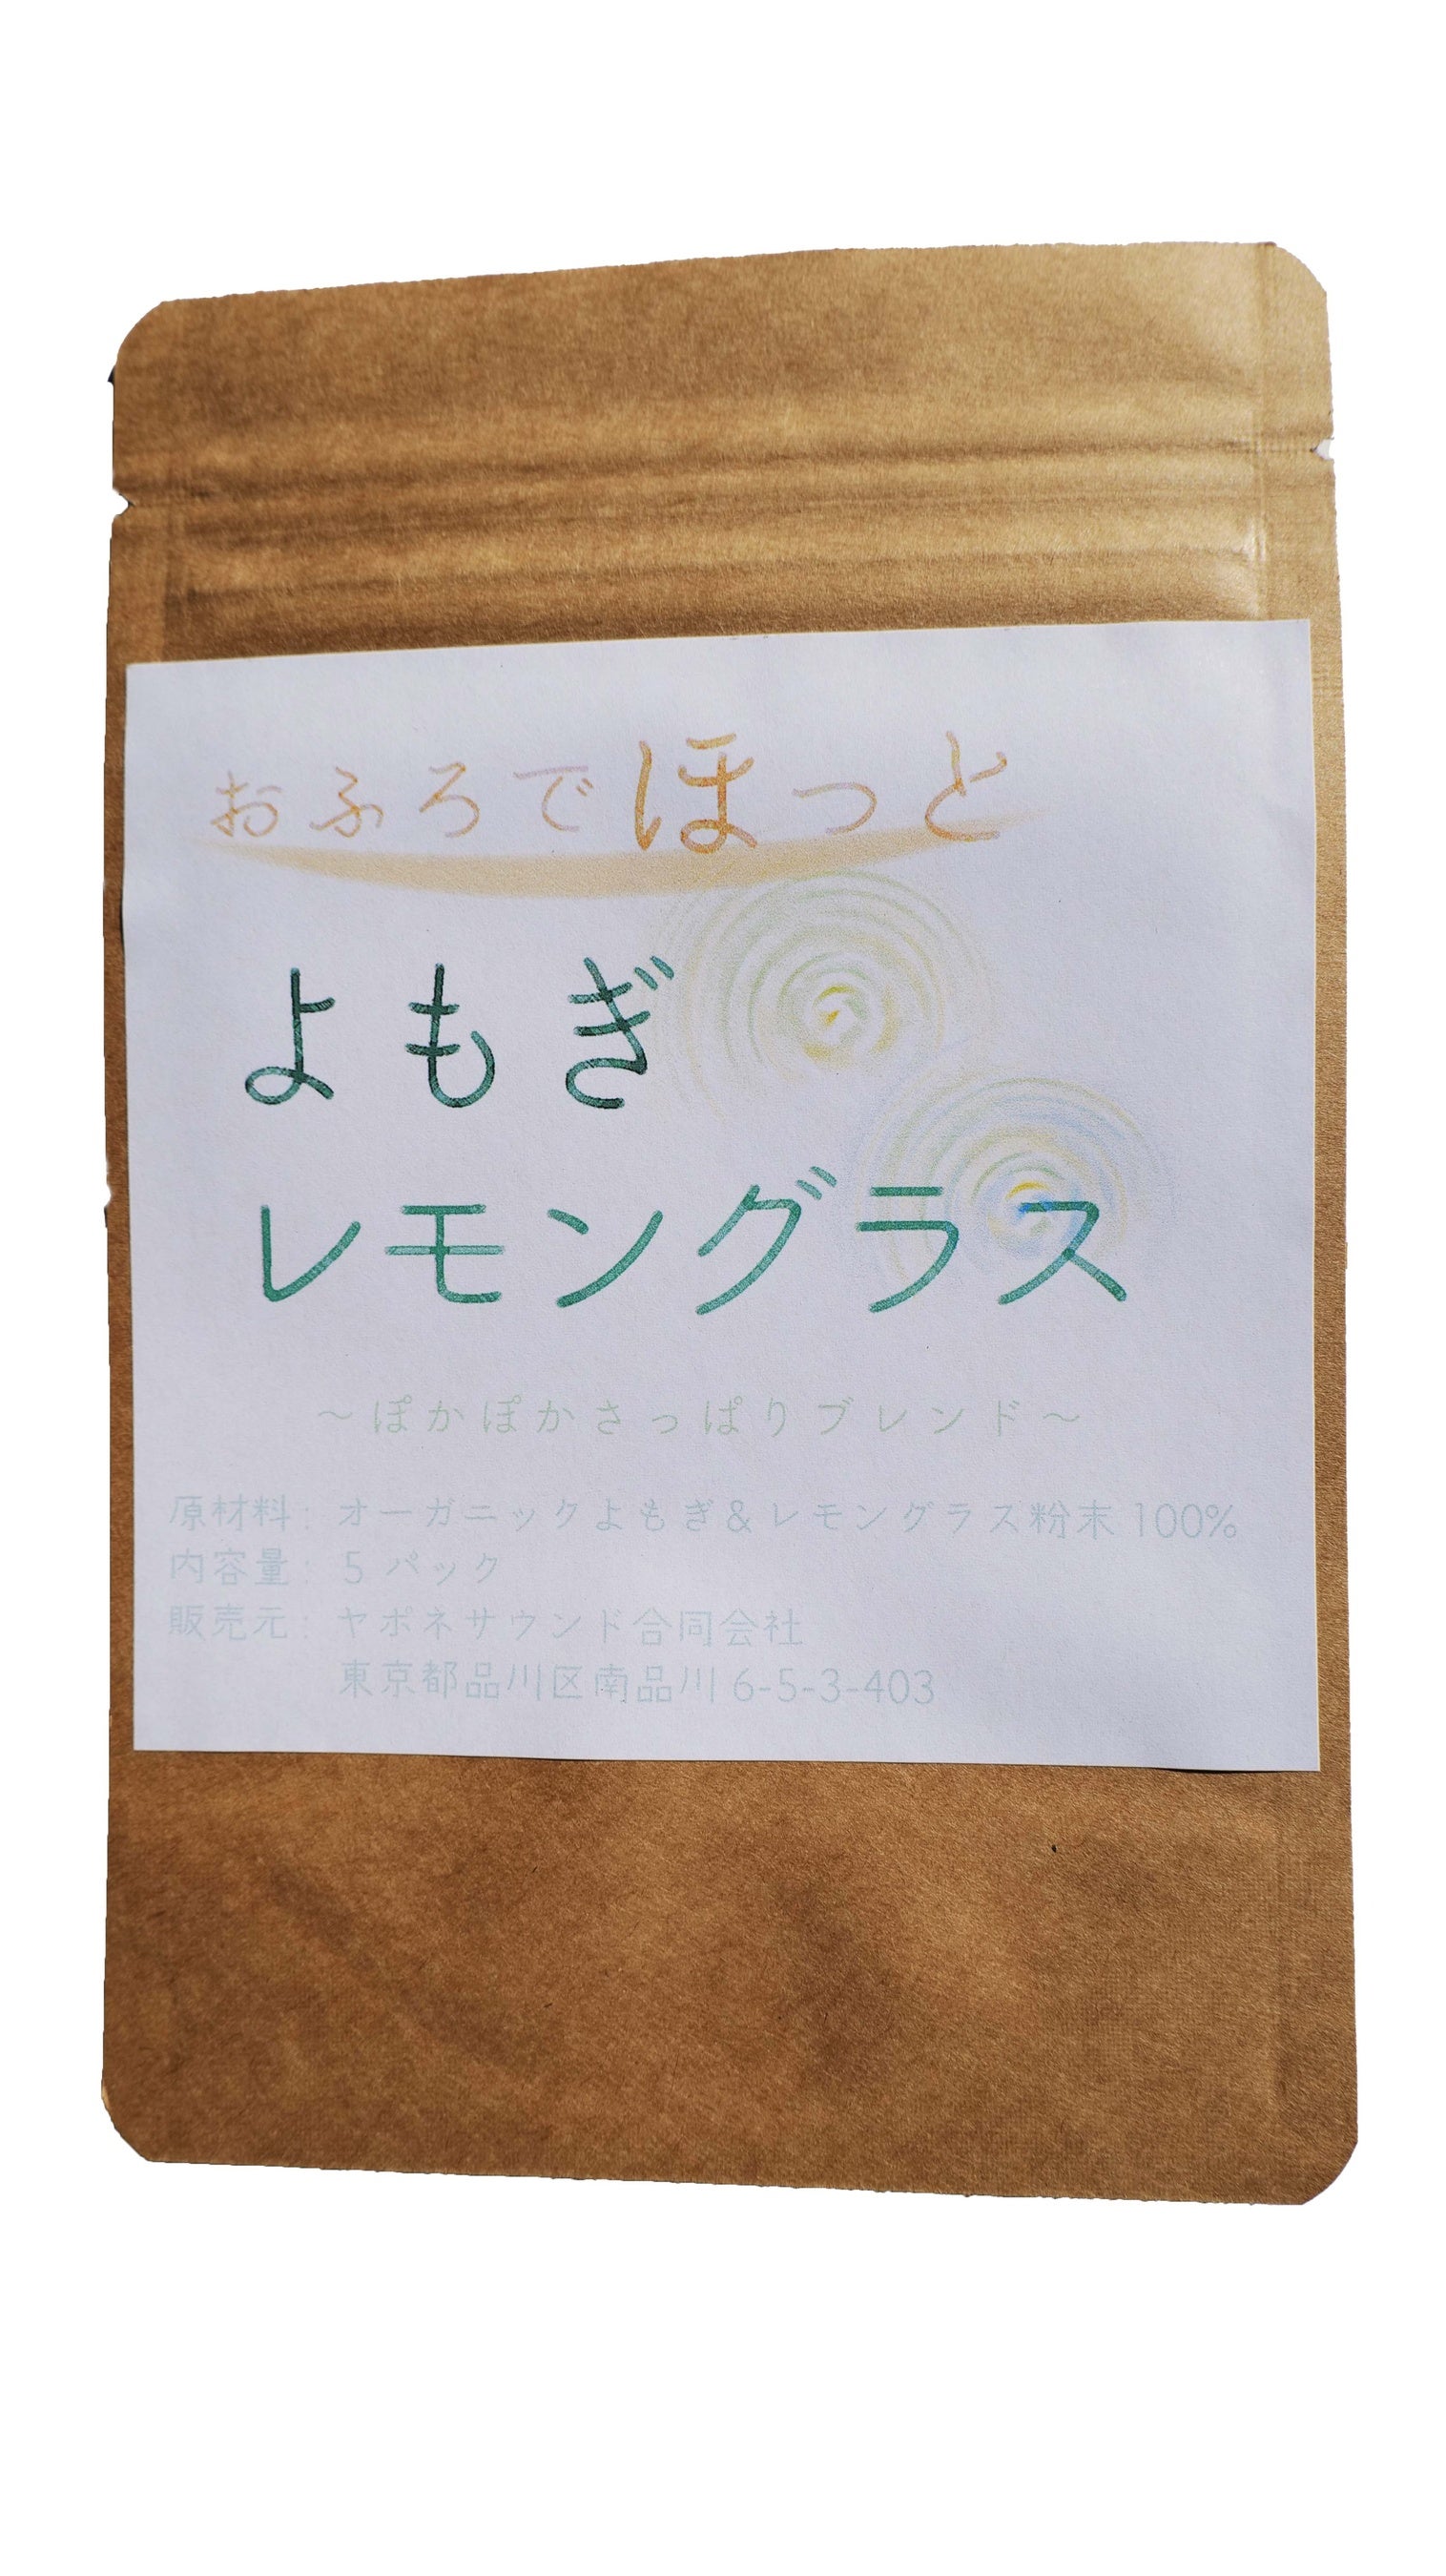 おふろでほっと
よもぎ
レモングラス
～ぽかぽかさっぱりブレンド～
原材料: オーガニックよもぎ&レモングラス粉末 100%
内容量: 5 パック
販売元: ヤポネサウンド合同会社
東京都品川区南品川 6-5-3-403